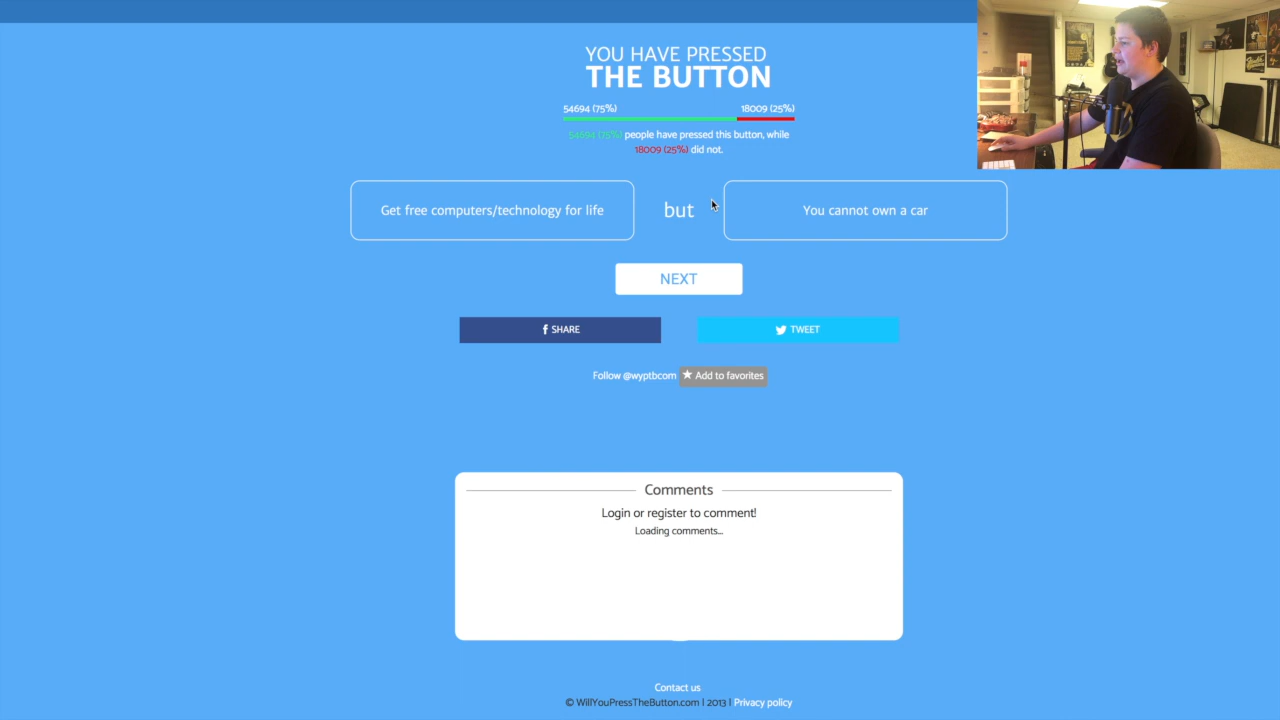 YOU HAVE PRESSED
THE BUTTON
54694 (75%) 18009 (25%)
54694 (75%) people have pressed this button, while
18009 (25%) did not.
Get free computers/technology for life but You cannot own a car
NEXT
SHARE TWEET
Follow @wyptbcom Add to favorites
Comments
Login or register to comment!
Loading comments...
Contact us
© WillYouPressTheButton.com | 2013 | Privacy policy